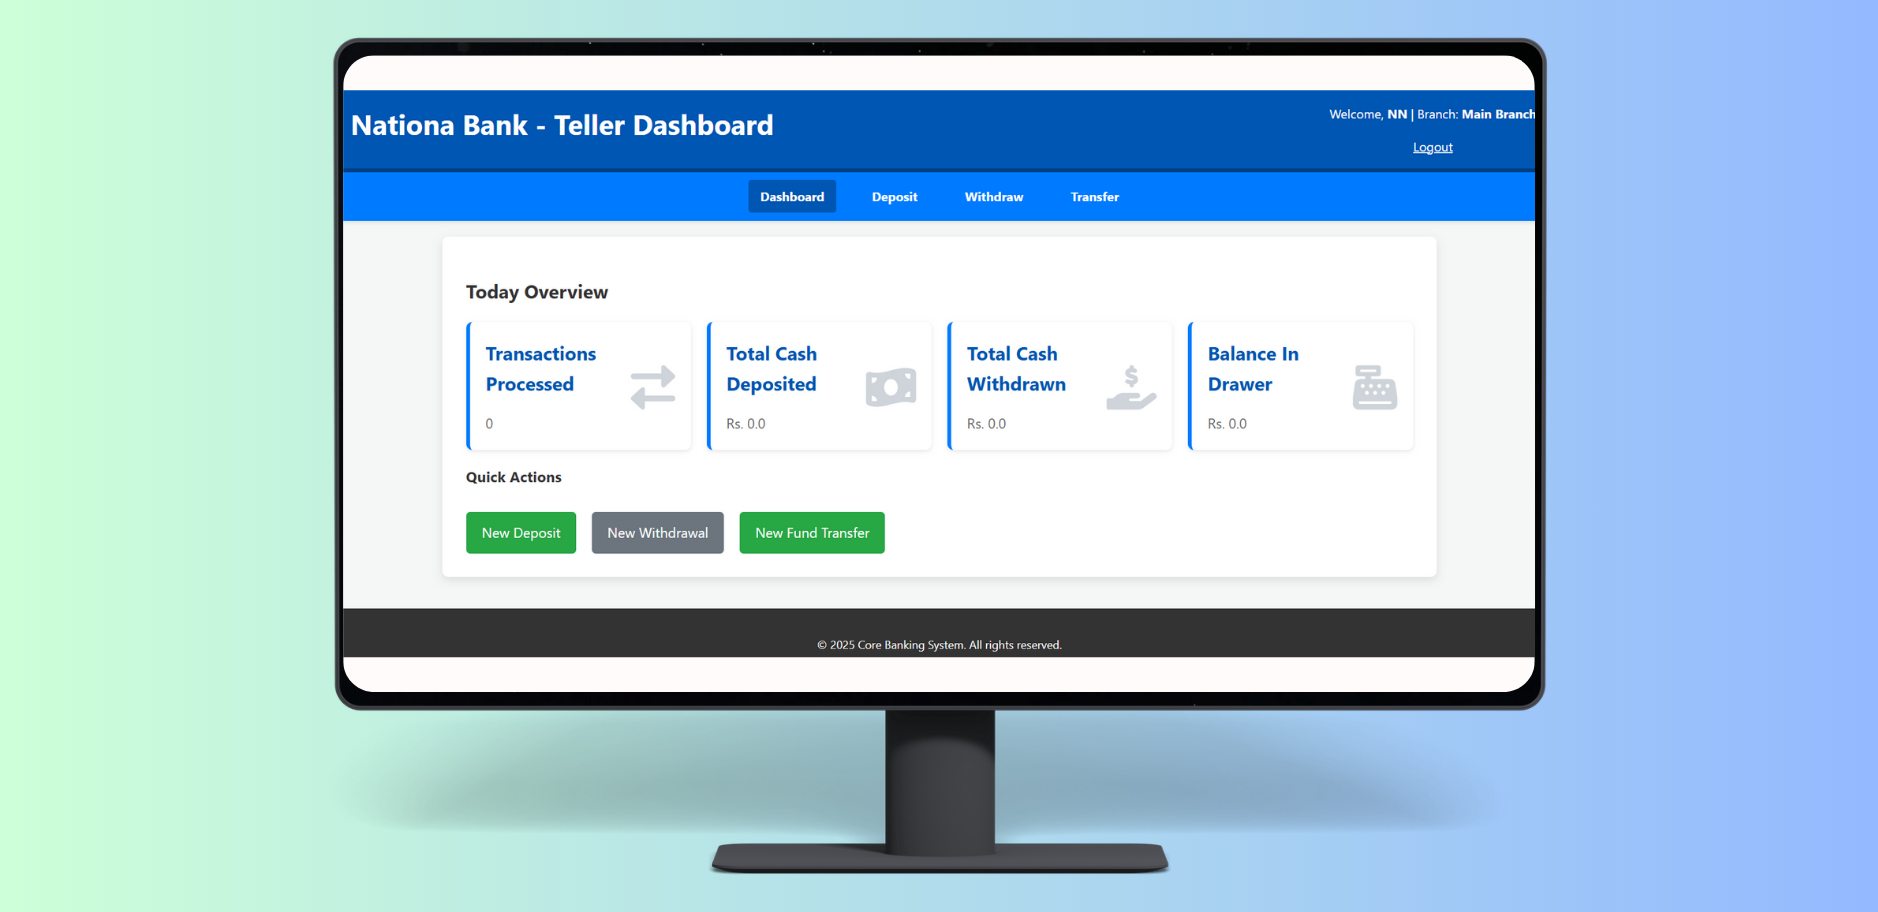 Nationa Bank - Teller Dashboard
Welcome, NN | Branch: Main Branch
Logout
Dashboard
Deposit
Withdraw
Transfer
Today Overview
Transactions
Processed
0
Total Cash
Deposited
Rs. 0.0
Total Cash
Withdrawn
Rs. 0.0
Balance In
Drawer
Rs. 0.0
Quick Actions
New Deposit
New Withdrawal
New Fund Transfer
© 2025 Core Banking System. All rights reserved.